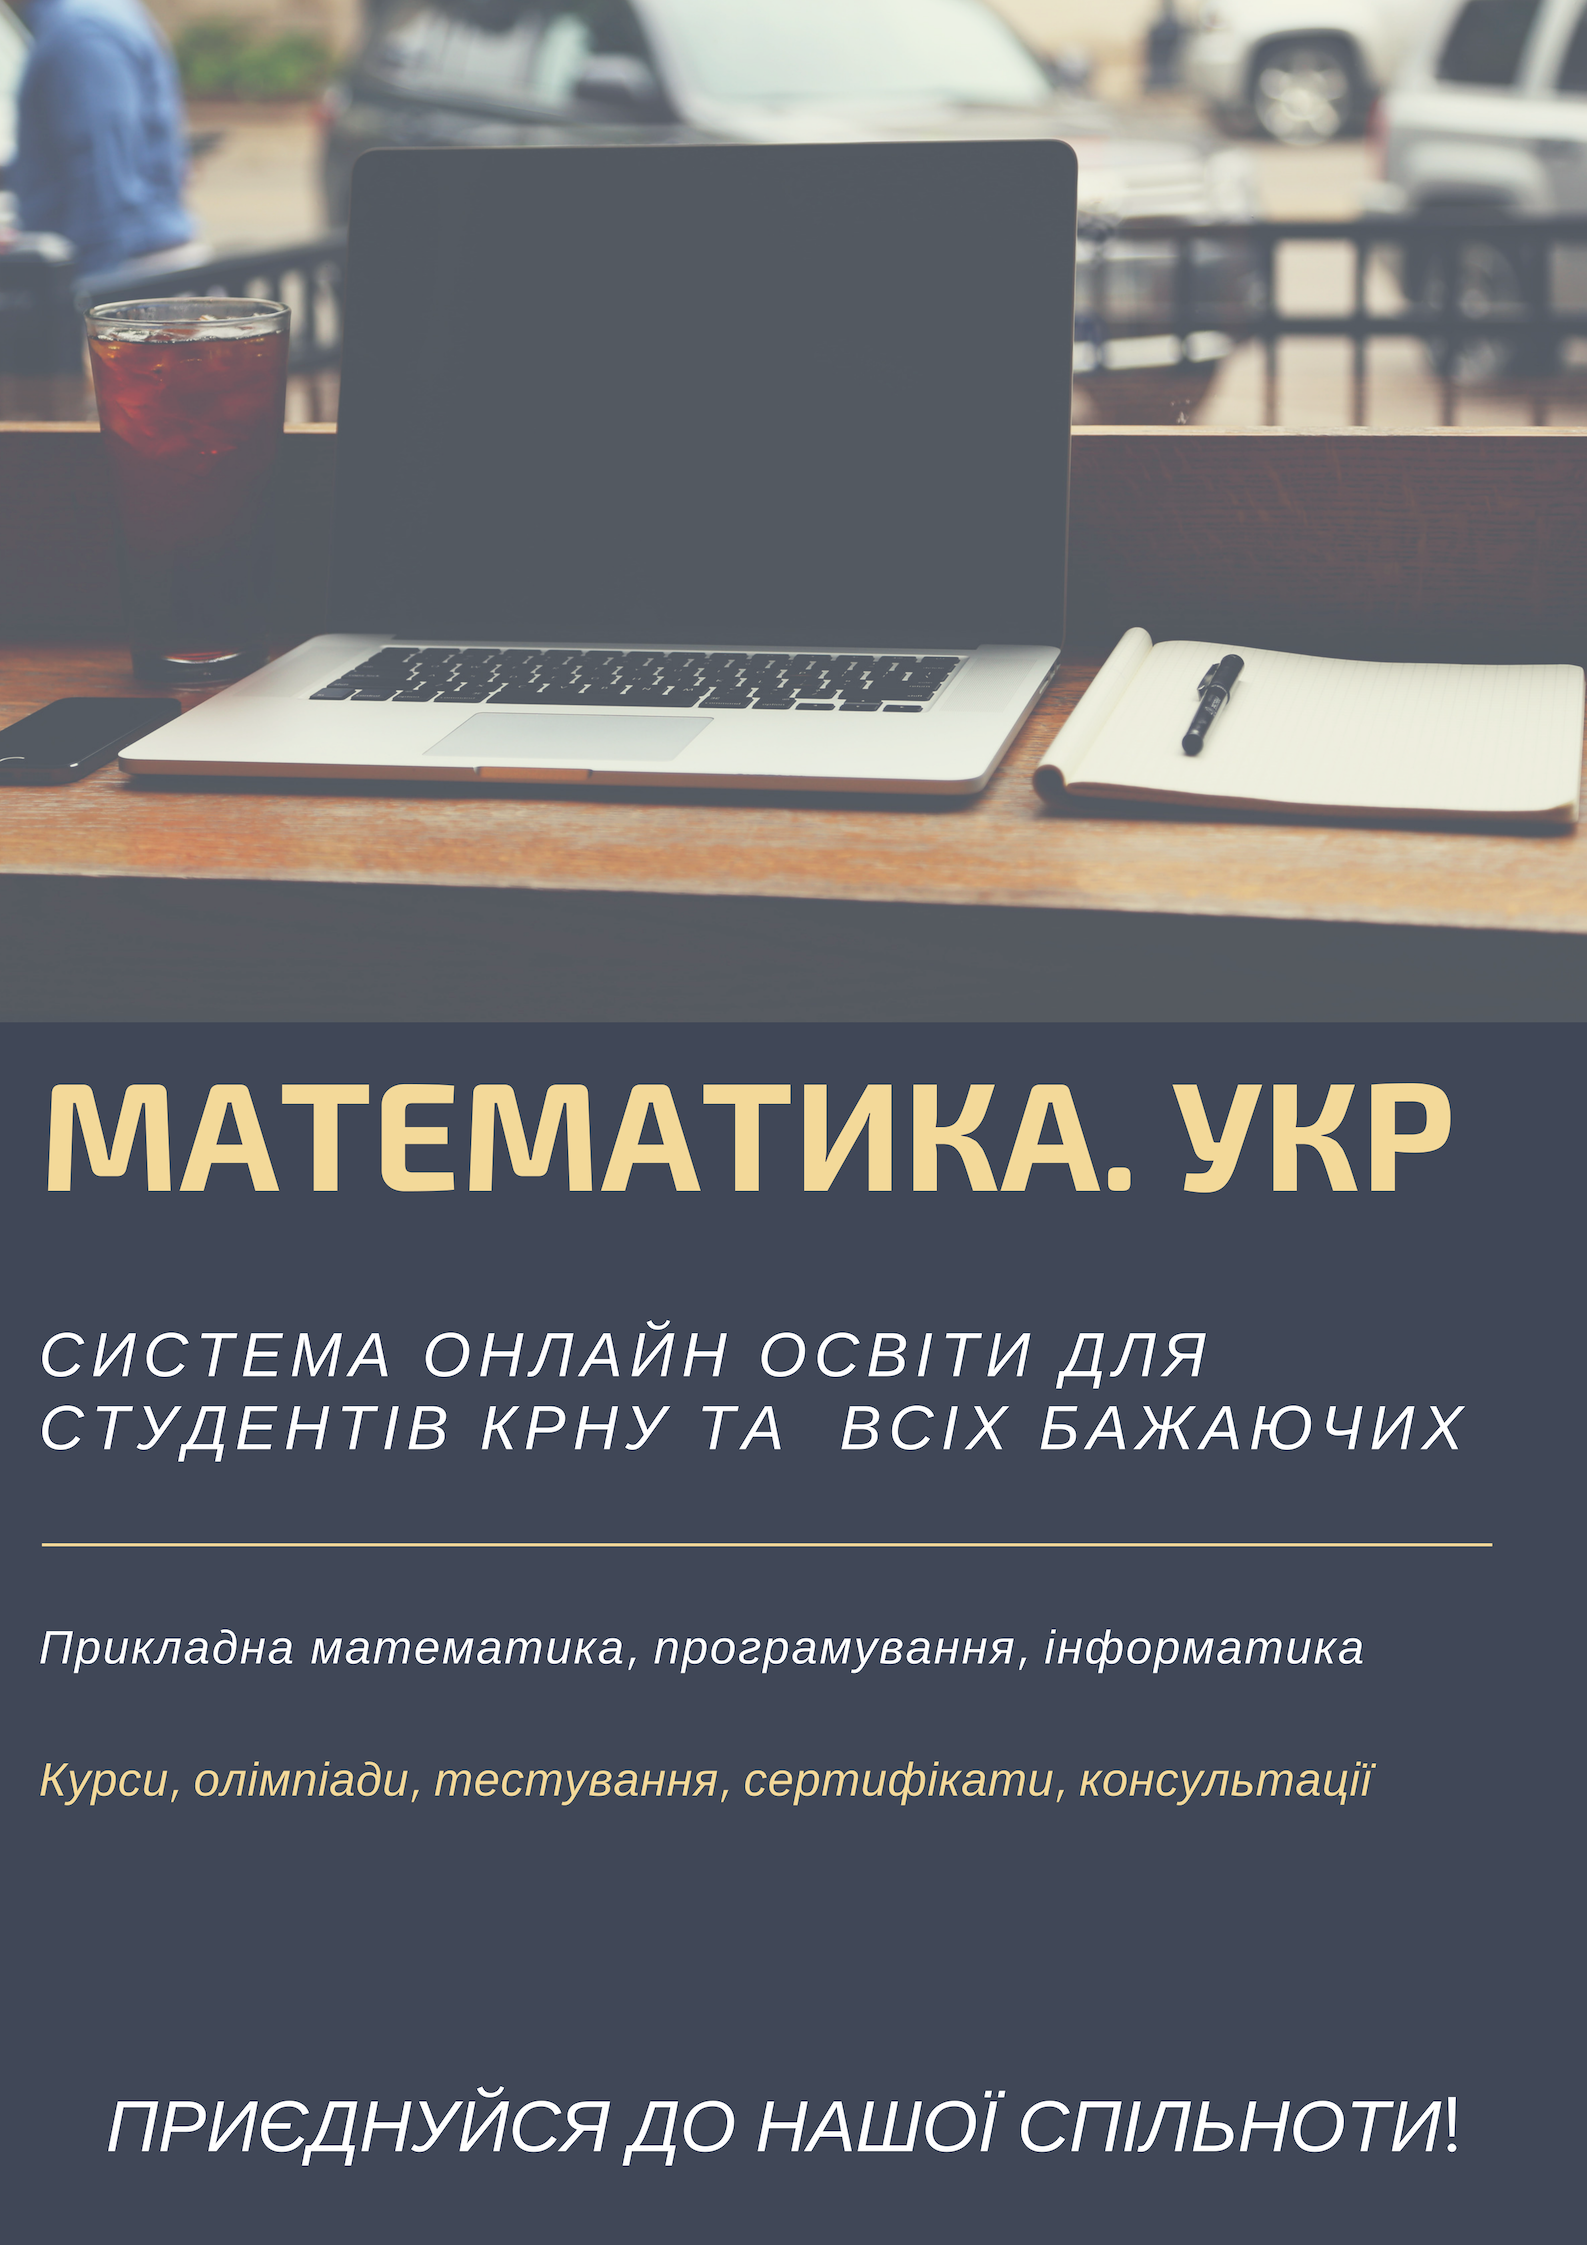 МАТЕМАТИКА. УКР
СИСТЕМА ОНЛАЙН ОСВІТИ ДЛЯ
СТУДЕНТІВ КРНУ ТА ВСІХ БАЖАЮЧИХ
Прикладна математика, програмування, інформатика
Курси, олімпіади, тестування, сертифікати, консультації
ПРИЄДНУЙСЯ ДО НАШОЇ СПІЛЬНОТИ!